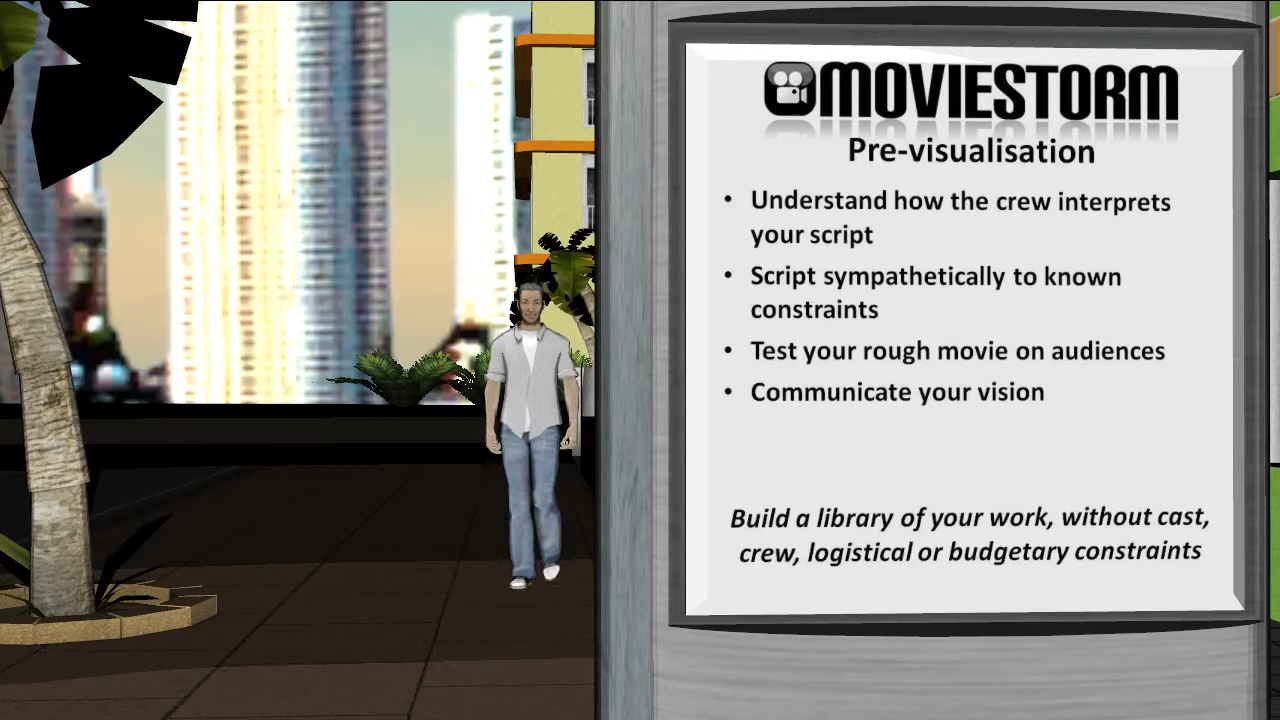 MOVIESTORM
Pre-visualisation
• Understand how the crew interprets
your script
• Script sympathetically to known
constraints
• Test your rough movie on audiences
• Communicate your vision
Build a library of your work, without cast,
crew, logistical or budgetary constraints